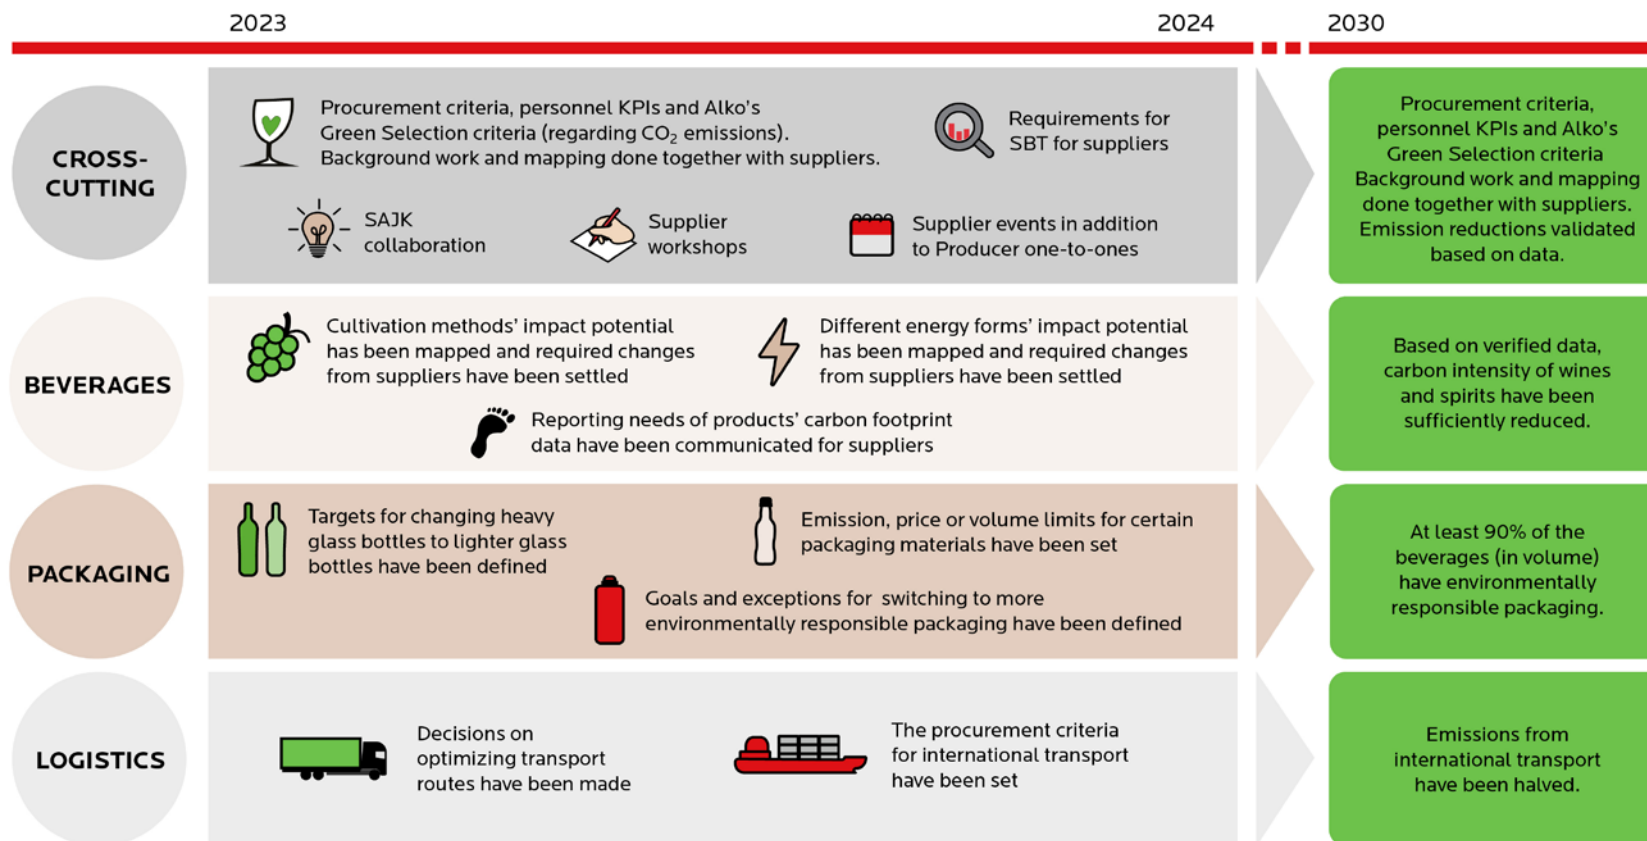 2023
2024
2030
CROSS-
CUTTING
Procurement criteria, personnel KPIs and Alko's
Green Selection criteria (regarding CO₂ emissions).
Background work and mapping done together with suppliers.
Requirements for
SBT for suppliers
SAJK
collaboration
Supplier
workshops
Supplier events in addition
to Producer one-to-ones
Procurement criteria,
personnel KPIs and Alko's
Green Selection criteria
Background work and mapping
done together with suppliers.
Emission reductions validated
based on data.
BEVERAGES
Cultivation methods' impact potential
has been mapped and required changes
from suppliers have been settled
Different energy forms' impact potential
has been mapped and required changes
from suppliers have been settled
Reporting needs of products' carbon footprint
data have been communicated for suppliers
Based on verified data,
carbon intensity of wines
and spirits have been
sufficiently reduced.
PACKAGING
Targets for changing heavy
glass bottles to lighter glass
bottles have been defined
Emission, price or volume limits for certain
packaging materials have been set
Goals and exceptions for switching to more
environmentally responsible packaging have been defined
At least 90% of the
beverages (in volume)
have environmentally
responsible packaging.
LOGISTICS
Decisions on
optimizing transport
routes have been made
The procurement criteria
for international transport
have been set
Emissions from
international transport
have been halved.